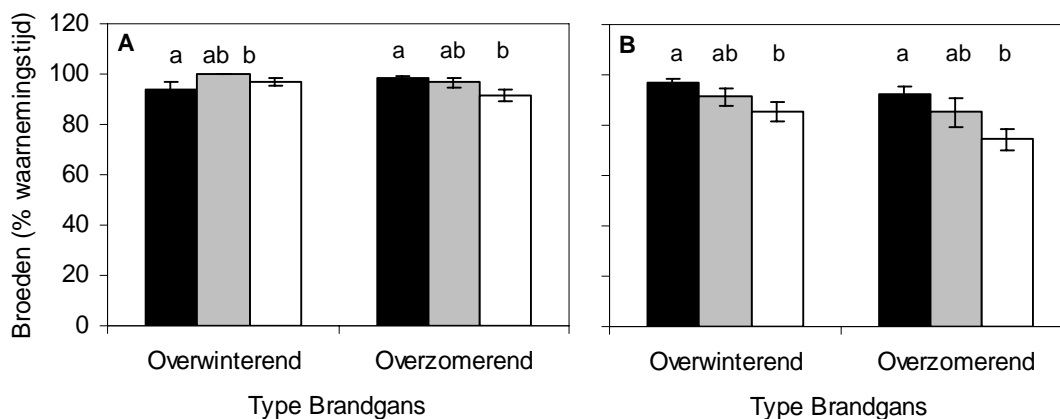 Broeden (% waarnemingstijd)
120
100
80
60
40
20
0
A
a ab b
a ab b
Overwinterend Overzomerend
Type Brandgans
B
a ab b
a ab b
Overwinterend Overzomerend
Type Brandgans